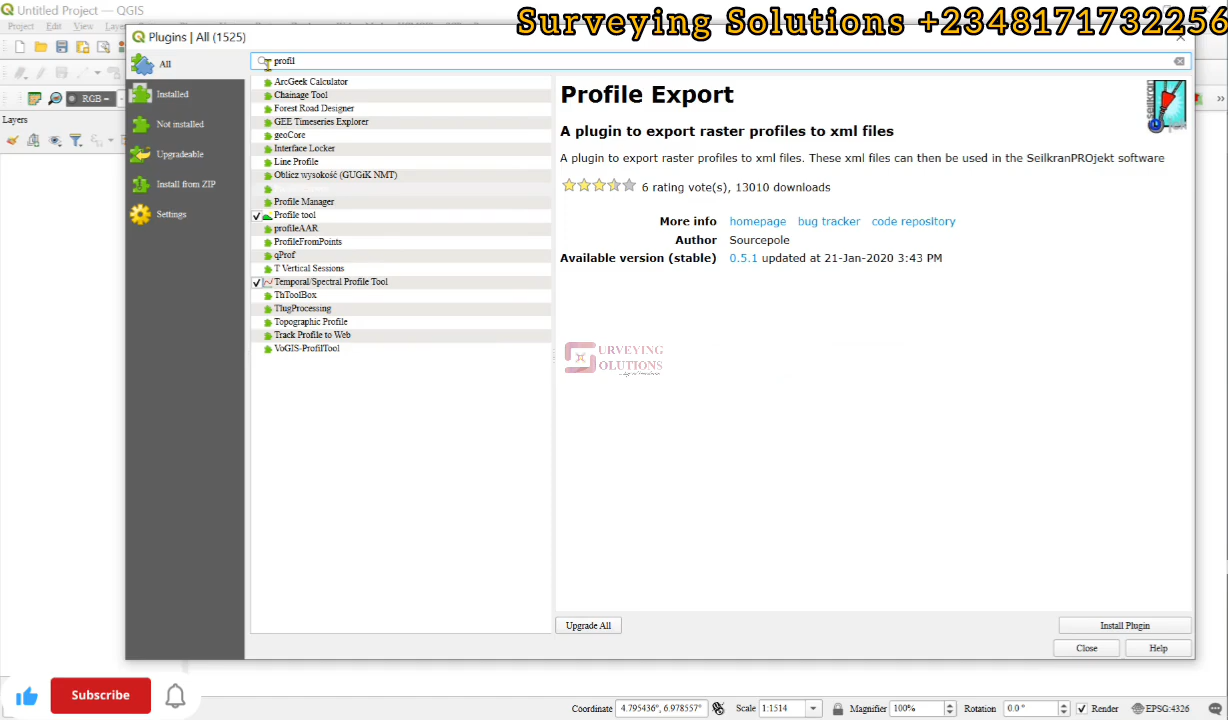 Untitled Project — QGIS
Surveying Solutions +2348171732256
Project Edit View Layer
Plugins | All (1525)
All
profil
Installed
Not installed
Upgradeable
Install from ZIP
Settings
RGB
Layers
ArcGeek Calculator
Chainage Tool
Forest Road Designer
GEE Timeseries Explorer
geoCore
Interface Locker
Line Profile
Oblicz wysokość (GUGiK NMT)
Profile Manager
Profile tool
profileAAR
ProfileFromPoints
qProf
T Vertical Sessions
Temporal/Spectral Profile Tool
ThToolBox
TlugProcessing
Topographic Profile
Track Profile to Web
VoGIS-ProfilTool
Profile Export
A plugin to export raster profiles to xml files
A plugin to export raster profiles to xml files. These xml files can then be used in the SeilkranPROjekt software
6 rating vote(s), 13010 downloads
More info homepage bug tracker code repository
Author Sourcepole
Available version (stable) 0.5.1 updated at 21-Jan-2020 3:43 PM
URVEYING
OLUTIONS
Upgrade All
Install Plugin
Close
Help
Subscribe
Coordinate 4.795436°, 6.978557° Scale 1:1514 Magnifier 100% Rotation 0.0 ° Render EPSG:4326